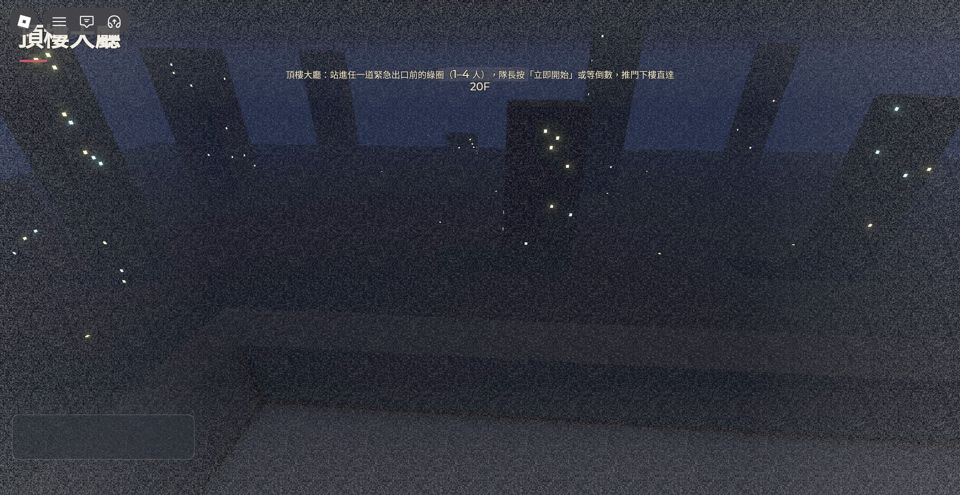 頂樓大廳
頂樓大廳：站進任一道緊急出口前的綠圈（1–4 人），隊長按「立即開始」或等倒數，推門下樓直達
20F